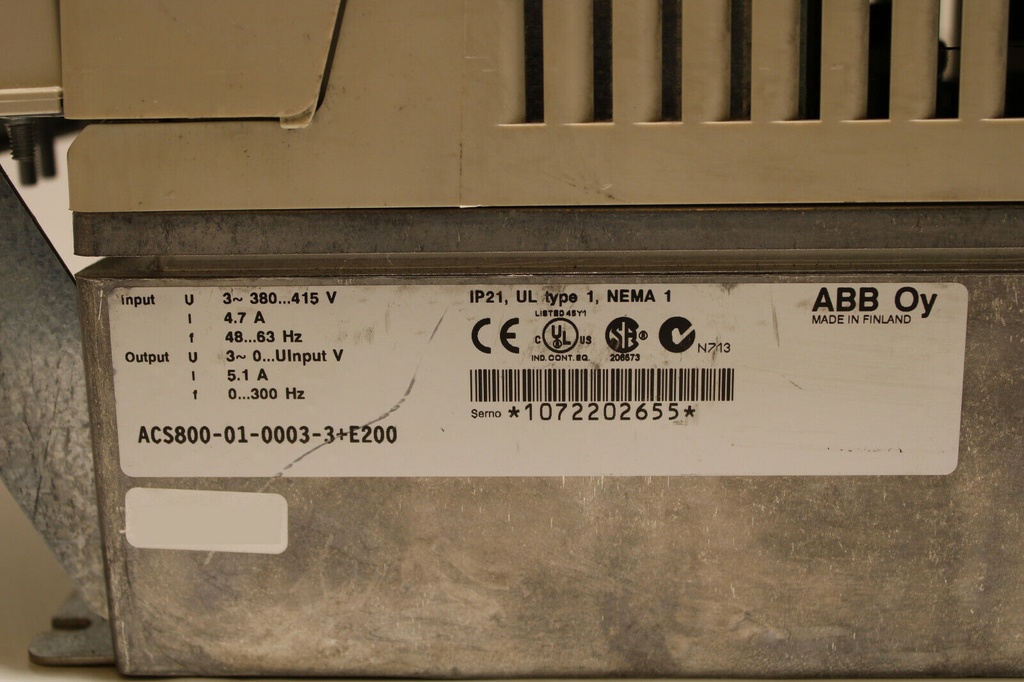 Input U 3~ 380...415 V
I 4.7 A
f 48...63 Hz
Output U 3~ 0...UInput V
I 5.1 A
f 0...300 Hz
ACS800-01-0003-3+E200
IP21, UL type 1, NEMA 1
LISTED 45Y1
CE C UL US SA ®
N713
IND. CONT. EQ.
206573
Serno *1072202655*
ABB Oy
MADE IN FINLAND